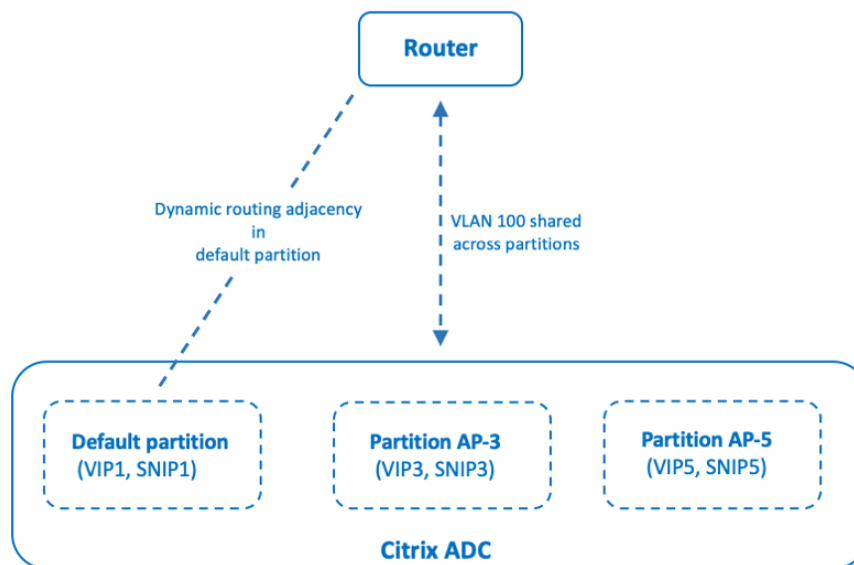 Router
Dynamic routing adjacency
in
default partition
VLAN 100 shared
across partitions
Default partition
(VIP1, SNIP1)
Partition AP-3
(VIP3, SNIP3)
Partition AP-5
(VIP5, SNIP5)
Citrix ADC